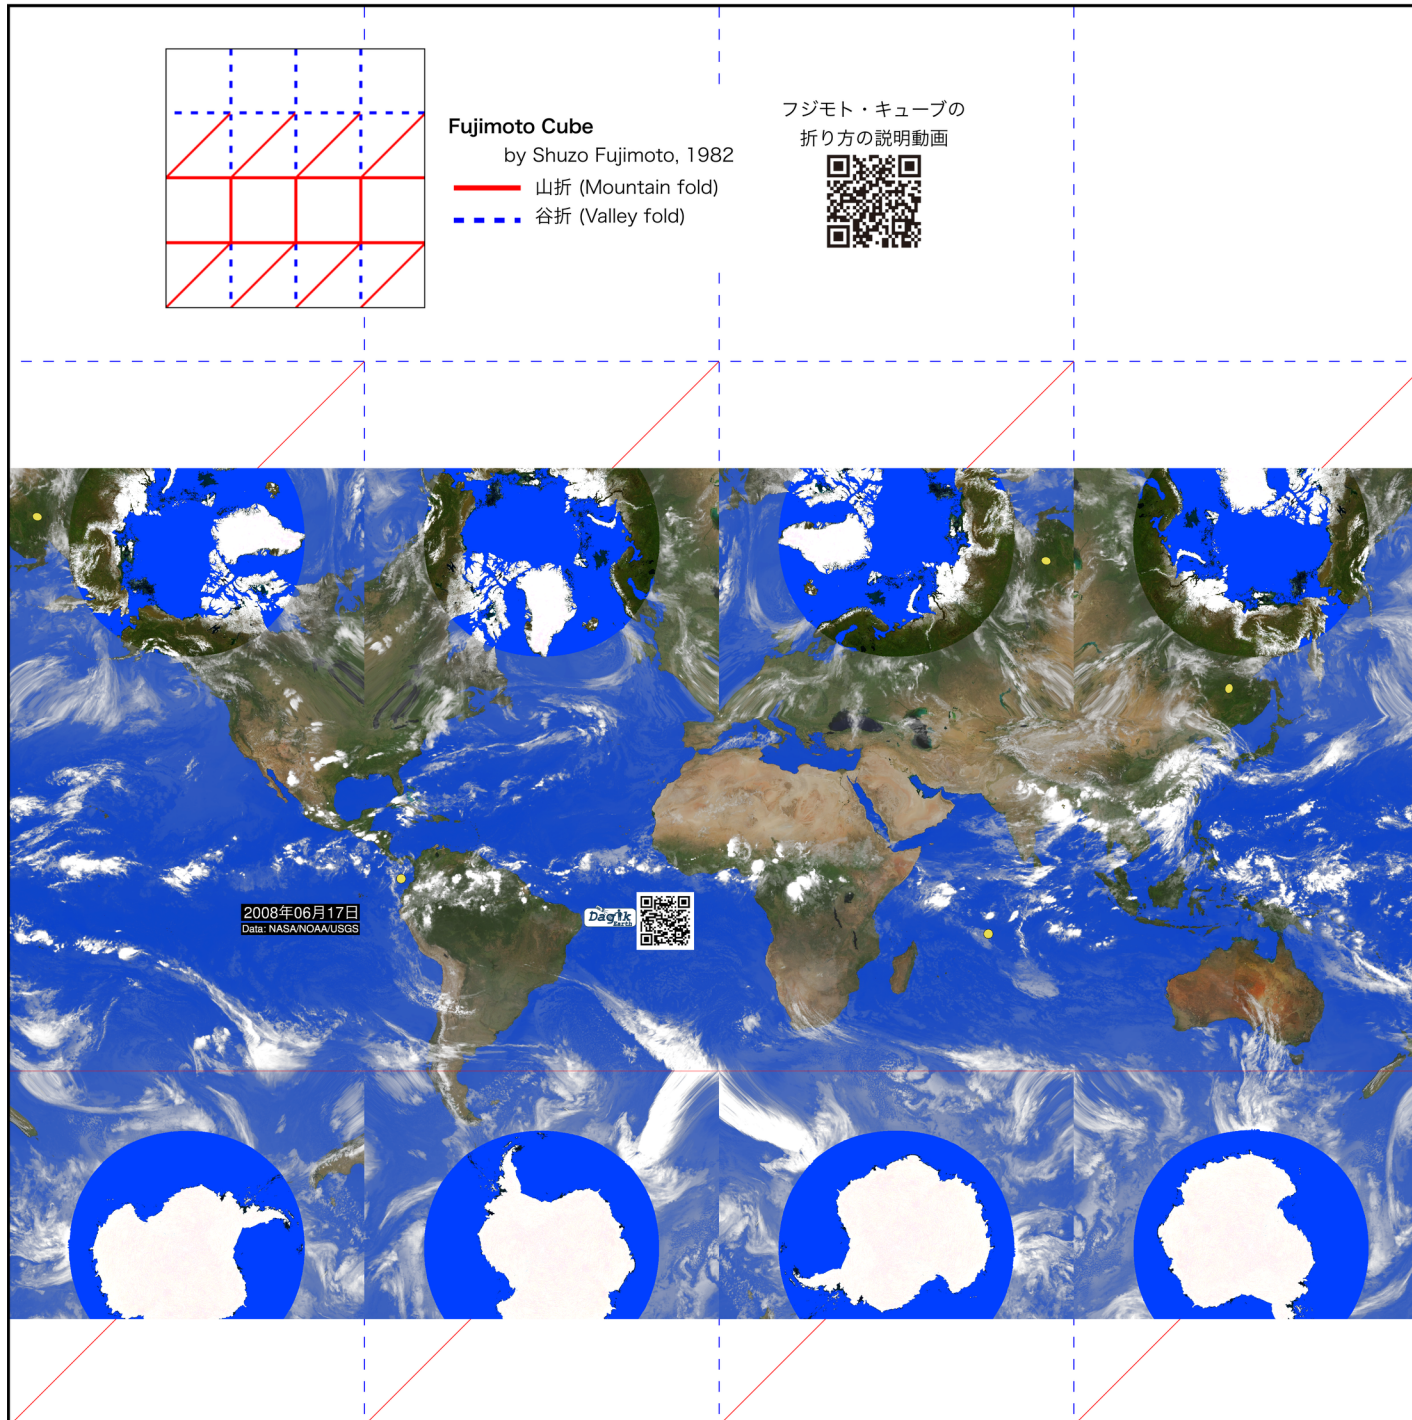 Fujimoto Cube
by Shuzo Fujimoto, 1982
山折 (Mountain fold)
谷折 (Valley fold)
フジモト・キューブの
折り方の説明動画
2008年06月17日
Data: NASA/NOAA/USGS
Dagik
Earth